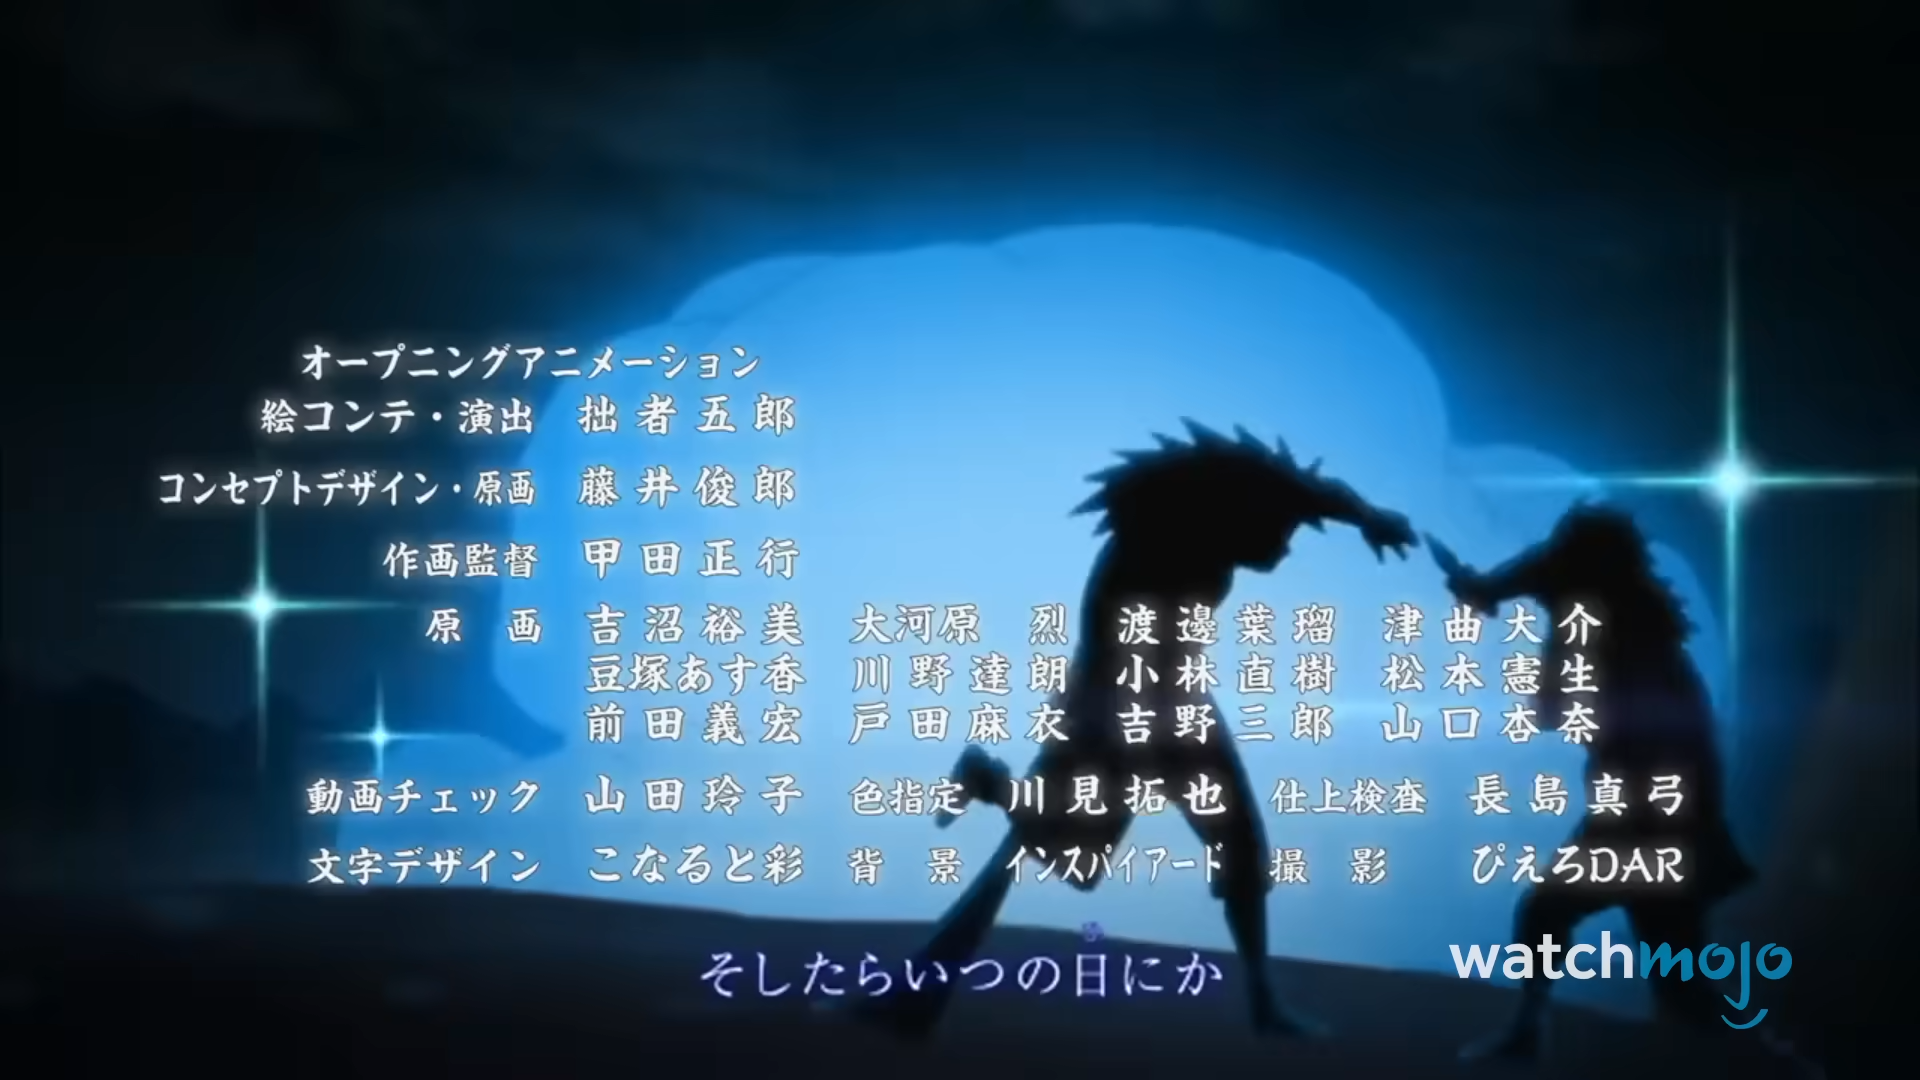 オープニングアニメーション
絵コンテ・演出 拙者五郎
コンセプトデザイン・原画 藤井俊郎
作画監督 甲田正行
原画 吉沼裕美 大河原烈 渡邊葉瑠 津曲大介
豆塚あす香 川野達朗 小林直樹 松本憲生
前田義宏 戸田麻衣 吉野三郎 山口杏奈
動画チェック 山田玲子 色指定 川見拓也 仕上検査 長島真弓
文字デザイン こなると彩 背景 インスパイアード 撮影 ぴえろDAR
そしたらいつの日にか
watchmojo